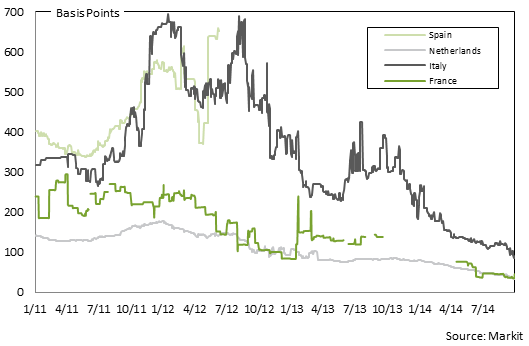 700
600
500
400
300
200
100
0
Basis Points
Spain
Netherlands
Italy
France
1/11 4/11 7/11 10/11 1/12 4/12 7/12 10/12 1/13 4/13 7/13 10/13 1/14 4/14 7/14
Source: Markit